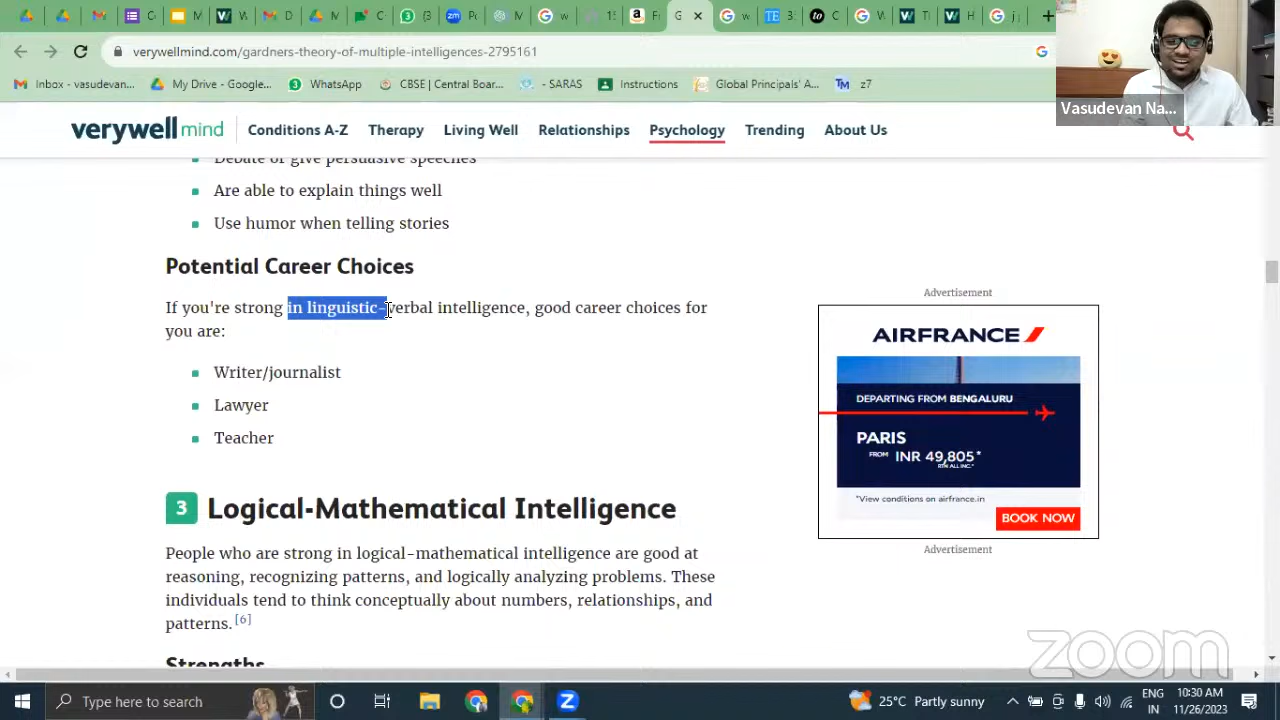 verywellmind.com/gardners-theory-of-multiple-intelligences-2795161
Inbox - vasudevan...
My Drive - Google...
WhatsApp
CBSE | Central Board...
- SARAS
Instructions
Global Principals' A...
z7
Vasudevan Na...
verywell mind
Conditions A-Z
Therapy
Living Well
Relationships
Psychology
Trending
About Us
Debate or give persuasive speeches
Are able to explain things well
Use humor when telling stories
Potential Career Choices
If you're strong in linguistic-verbal intelligence, good career choices for
you are:
Writer/journalist
Lawyer
Teacher
3 Logical-Mathematical Intelligence
People who are strong in logical-mathematical intelligence are good at
reasoning, recognizing patterns, and logically analyzing problems. These
individuals tend to think conceptually about numbers, relationships, and
patterns. [6]
Strengths
Advertisement
AIRFRANCE
DEPARTING FROM BENGALURU
PARIS
FROM INR 49,805*
RTN ALL INC.*
*View conditions on airfrance.in
BOOK NOW
Advertisement
zoom
Type here to search
25°C Partly sunny
ENG
IN
10:30 AM
11/26/2023